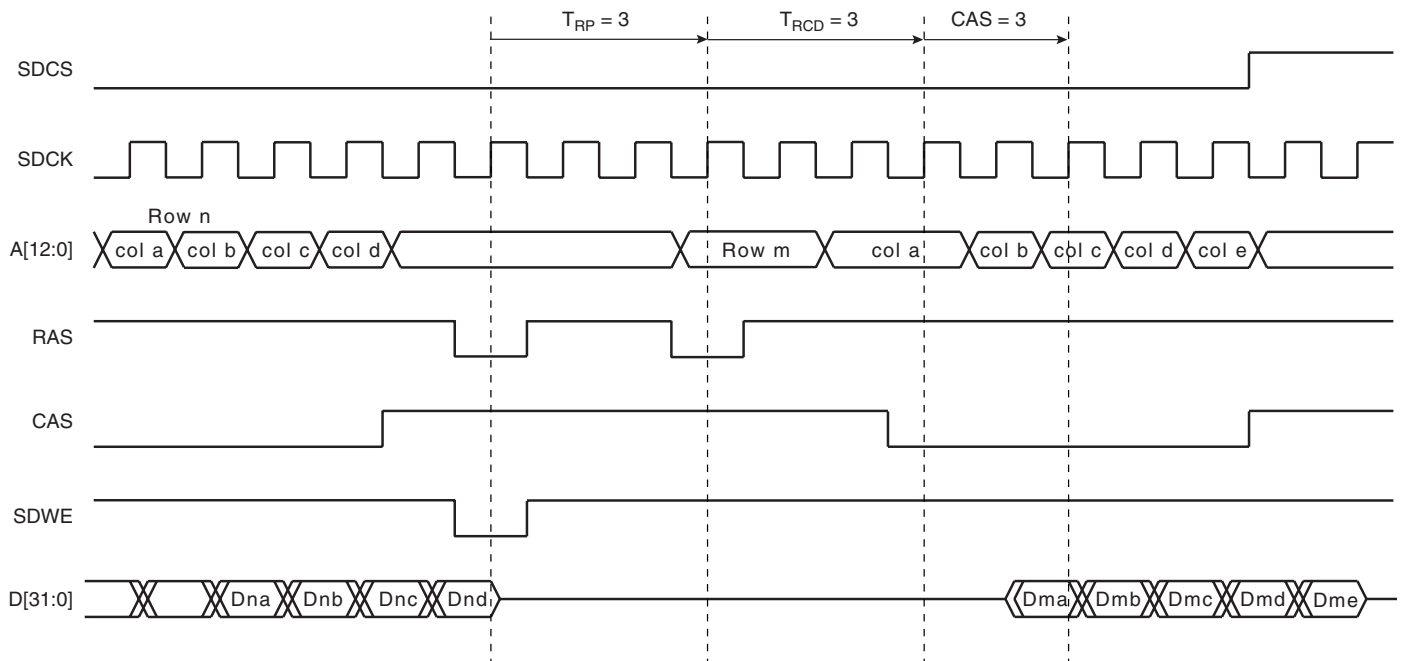 T_RP = 3 T_RCD = 3 CAS = 3
SDCS
SDCK
Row n
A[12:0] col a col b col c col d Row m col a col b col c col d col e
RAS
CAS
SDWE
D[31:0] Dna Dnb Dnc Dnd Dma Dmb Dmc Dmd Dme